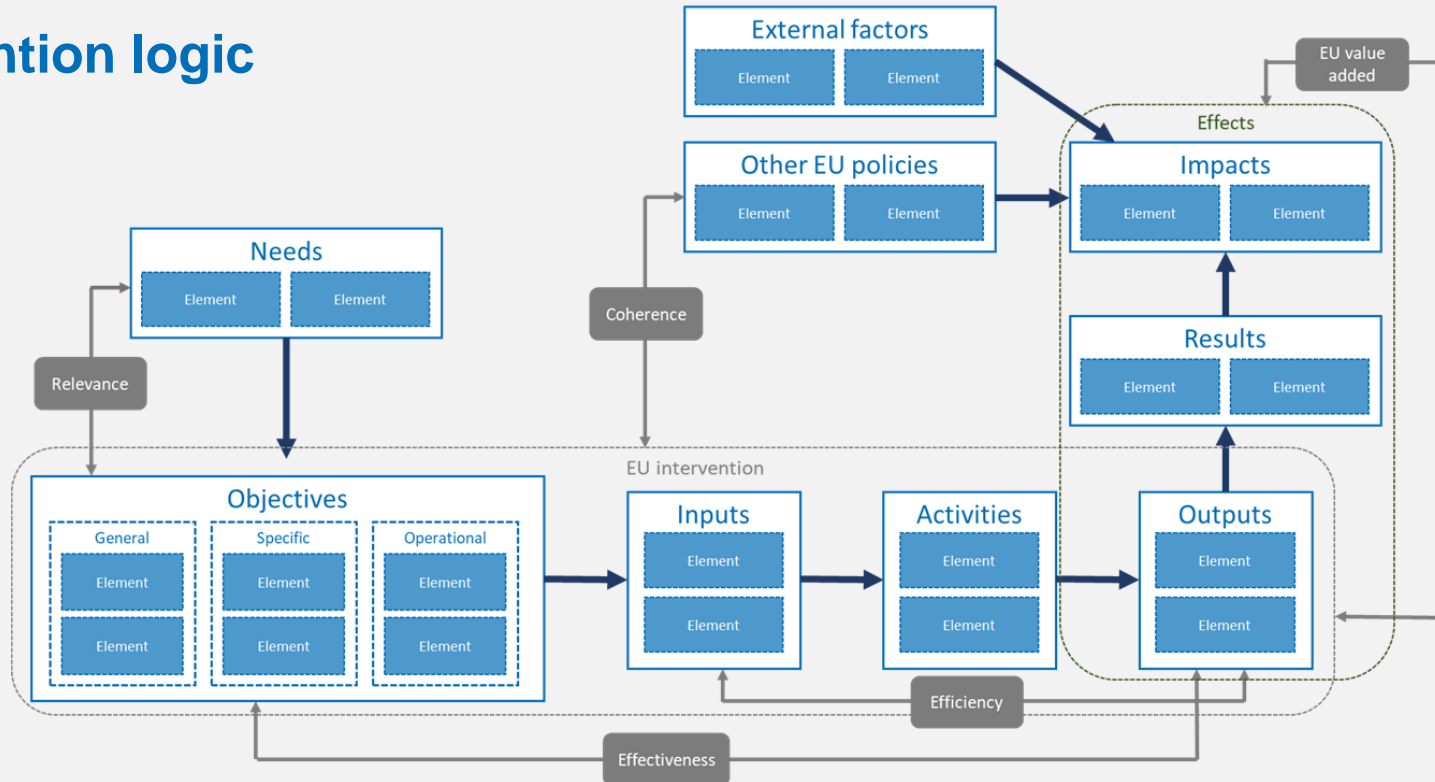 ntion logic
External factors
Element
Element
EU value
added
Effects
Other EU policies
Element
Element
Impacts
Element
Element
Needs
Element
Element
Coherence
Results
Element
Element
Relevance
EU intervention
Objectives
General
Element
Element
Specific
Element
Element
Operational
Element
Element
Inputs
Element
Element
Activities
Element
Element
Outputs
Element
Element
Efficiency
Effectiveness